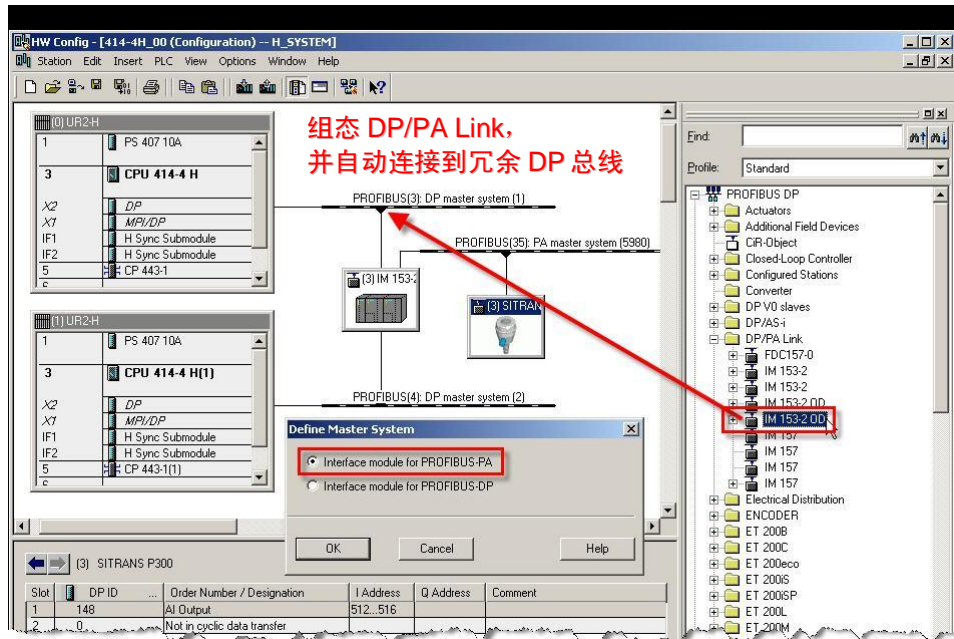 HW Config - [414-4H_00 (Configuration) -- H_SYSTEM]
Station Edit Insert PLC View Options Window Help
(0) UR2-H
1 PS 407 10A
3 CPU 414-4 H
X2 DP
X1 MPI/DP
IF1 H Sync Submodule
IF2 H Sync Submodule
5 CP 443-1
组态 DP/PA Link，
并自动连接到冗余 DP 总线
PROFIBUS(3): DP master system (1)
PROFIBUS(35): PA master system (5980)
(3) IM 153-2
(3) SITRAN
(1) UR2-H
1 PS 407 10A
3 CPU 414-4 H(1)
X2 DP
X1 MPI/DP
IF1 H Sync Submodule
IF2 H Sync Submodule
5 CP 443-1(1)
PROFIBUS(4): DP master system (2)
Define Master System
Interface module for PROFIBUS-PA
Interface module for PROFIBUS-DP
OK Cancel Help
Find:
Profile: Standard
PROFIBUS DP
Actuators
Additional Field Devices
CiR-Object
Closed-Loop Controller
Configured Stations
Converter
DP V0 slaves
DP/AS-i
DP/PA Link
FDC157-0
IM 153-2
IM 153-2
IM 153-2 OD
IM 153-2 OD
IM 157
IM 157
IM 157
IM 157
Electrical Distribution
ENCODER
ET 200B
ET 200C
ET 200eco
ET 200iS
ET 200iSP
ET 200L
ET 200M
(3) SITRANS P300
Slot DP ID ... Order Number / Designation I Address Q Address Comment
1 148 AI Output 512...516
2 0 Not in cyclic data transfer